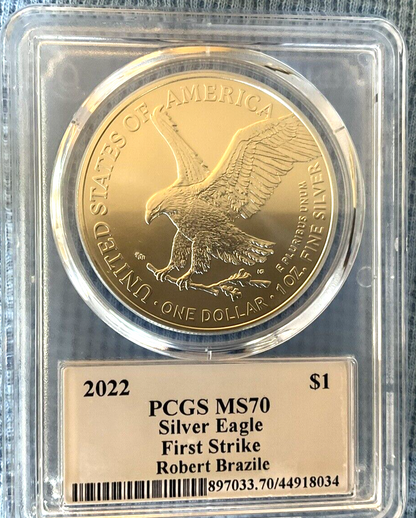 UNITED STATES OF AMERICA
E PLURIBUS UNUM
· ONE DOLLAR · 1 OZ. FINE SILVER
2022 $1
PCGS MS70
Silver Eagle
First Strike
Robert Brazile
897033.70/44918034